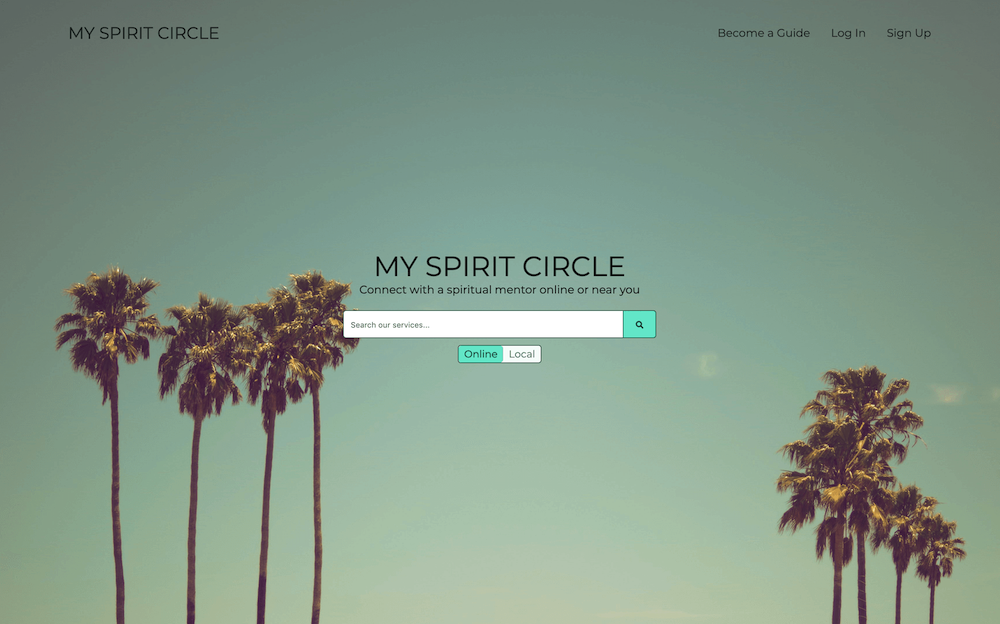 MY SPIRIT CIRCLE
Become a Guide Log In Sign Up
MY SPIRIT CIRCLE
Connect with a spiritual mentor online or near you
Search our services...
Online Local